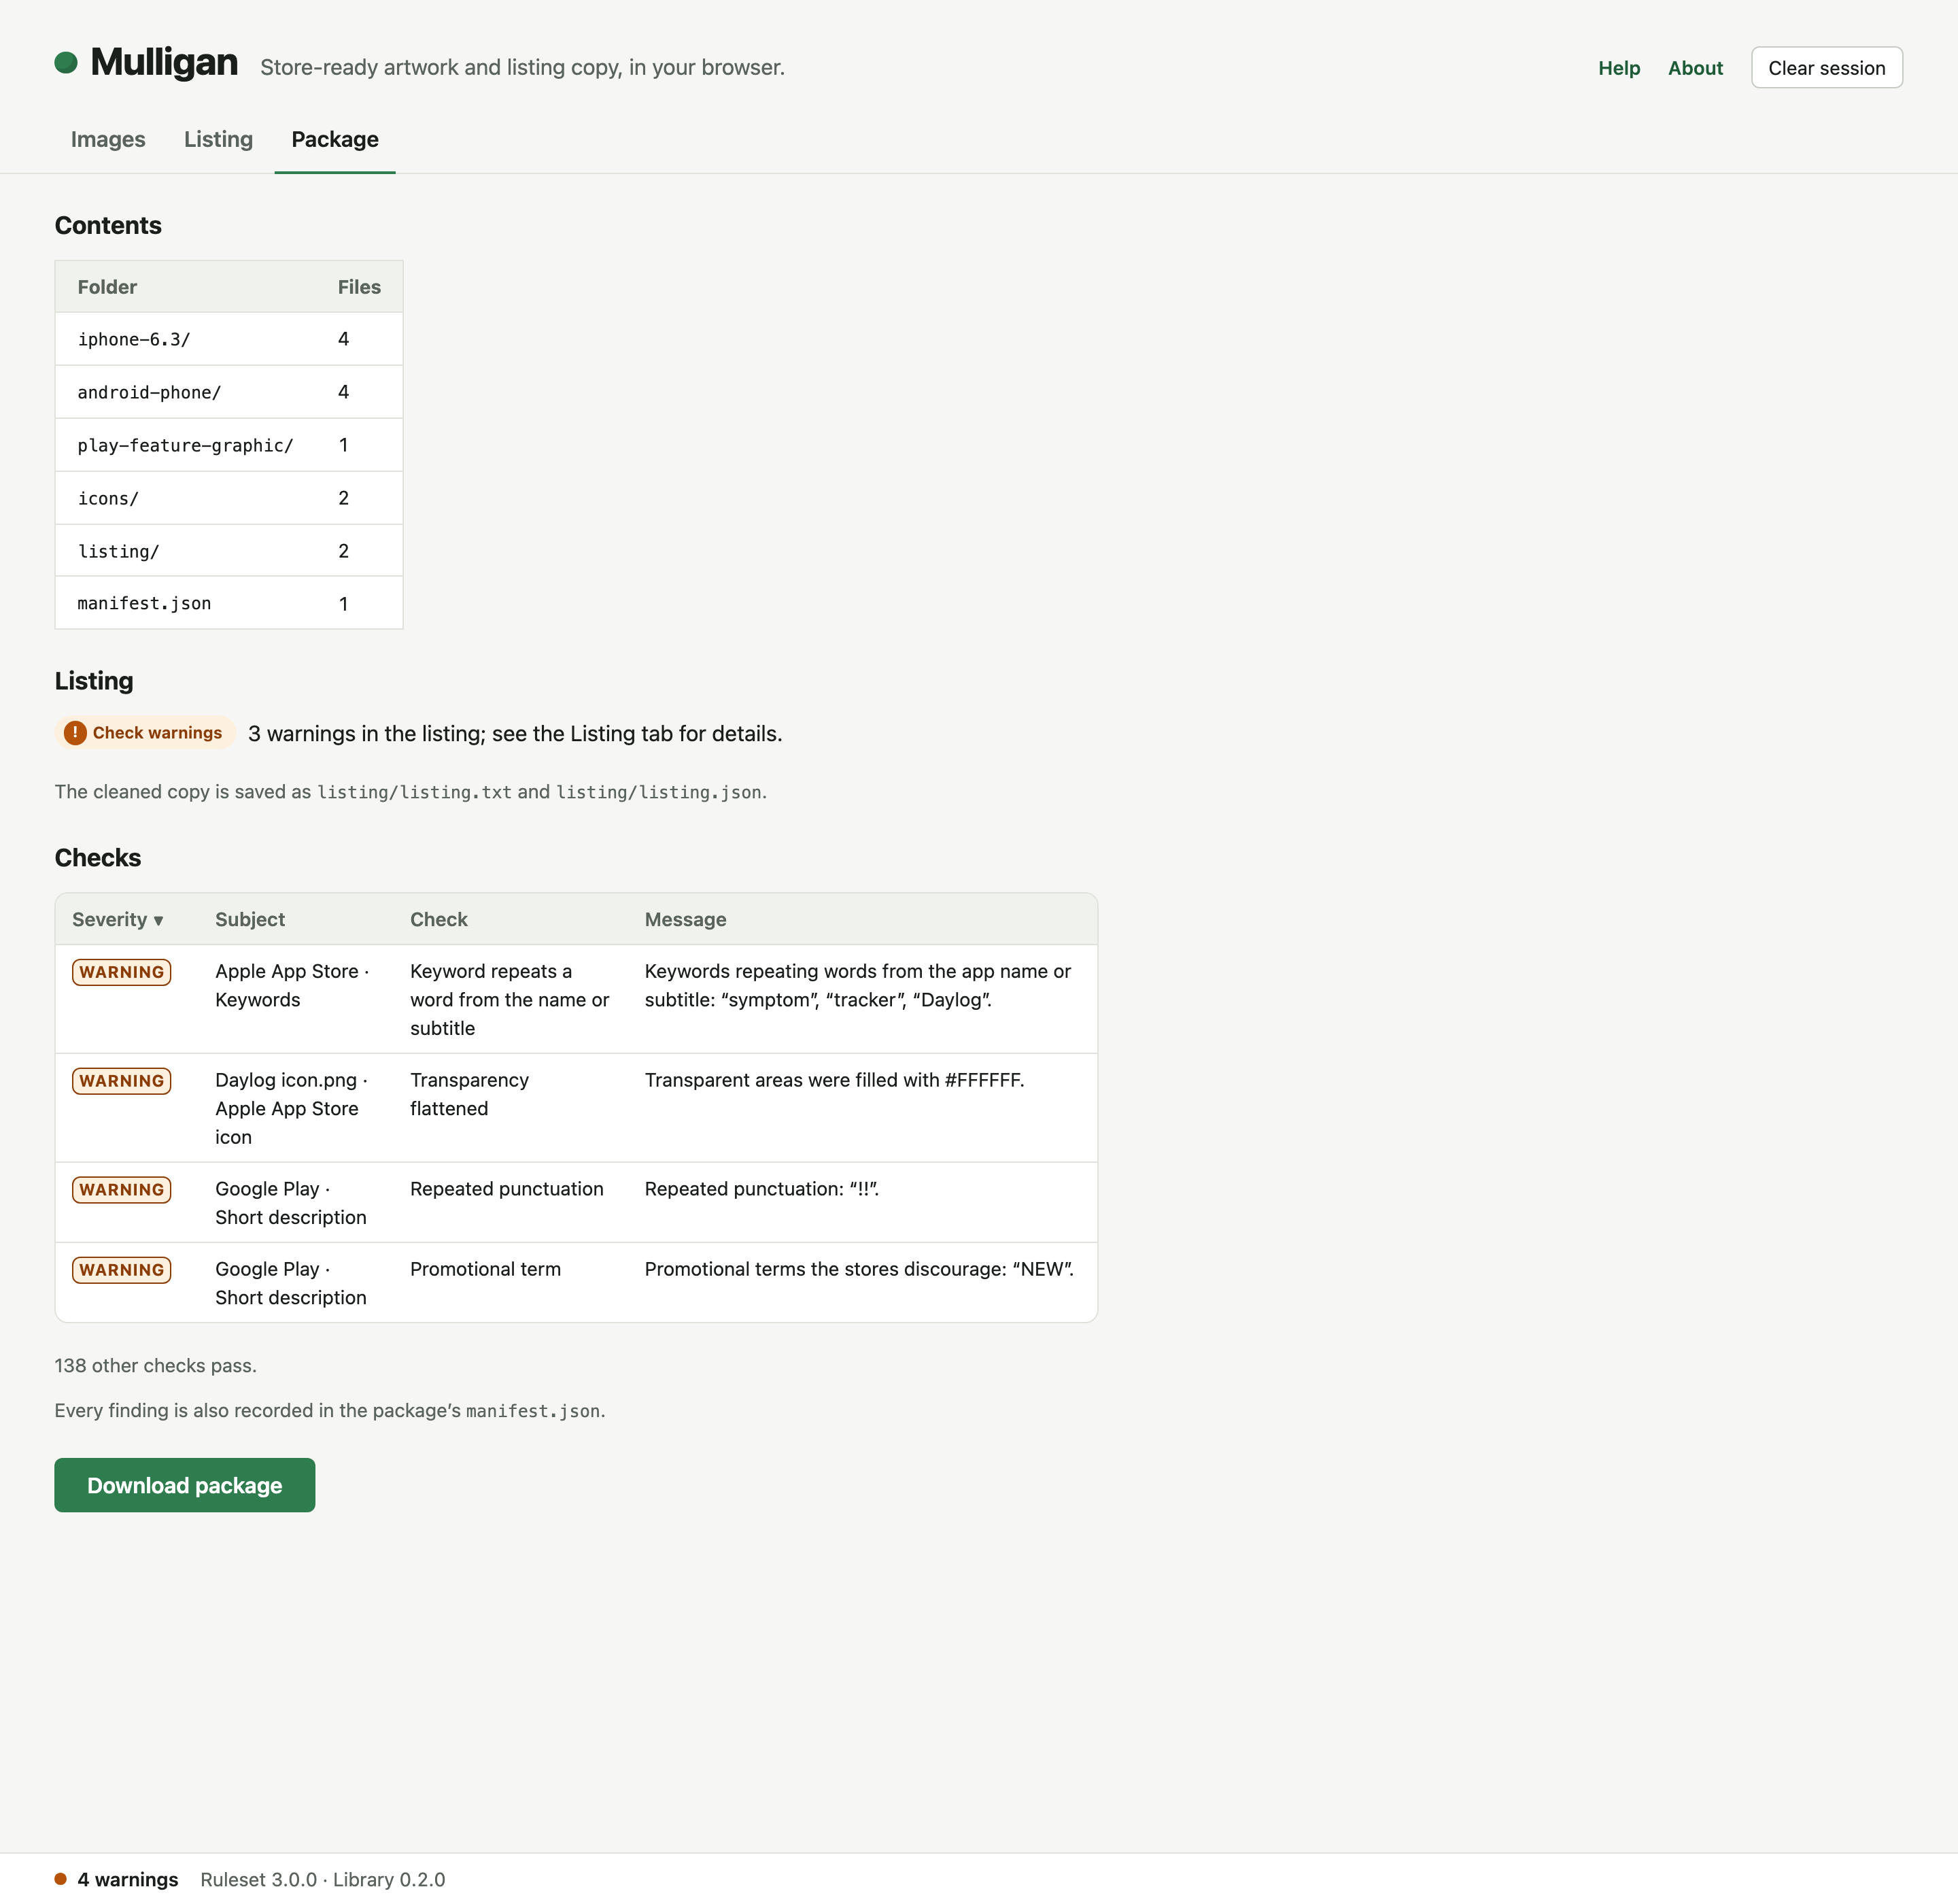 Mulligan Store-ready artwork and listing copy, in your browser. Help About Clear session
Images Listing Package
Contents
Folder Files
iphone-6.3/ 4
android-phone/ 4
play-feature-graphic/ 1
icons/ 2
listing/ 2
manifest.json 1
Listing
! Check warnings 3 warnings in the listing; see the Listing tab for details.
The cleaned copy is saved as listing/listing.txt and listing/listing.json.
Checks
Severity ▼ Subject Check Message
WARNING Apple App Store · Keyword repeats a Keywords repeating words from the app name or
Keywords word from the name or subtitle: “symptom”, “tracker”, “Daylog”.
subtitle
WARNING Daylog icon.png · Transparency Transparent areas were filled with #FFFFFF.
Apple App Store flattened
icon
WARNING Google Play · Repeated punctuation Repeated punctuation: “!!”.
Short description
WARNING Google Play · Promotional term Promotional terms the stores discourage: “NEW”.
Short description
138 other checks pass.
Every finding is also recorded in the package’s manifest.json.
Download package
4 warnings Ruleset 3.0.0 · Library 0.2.0